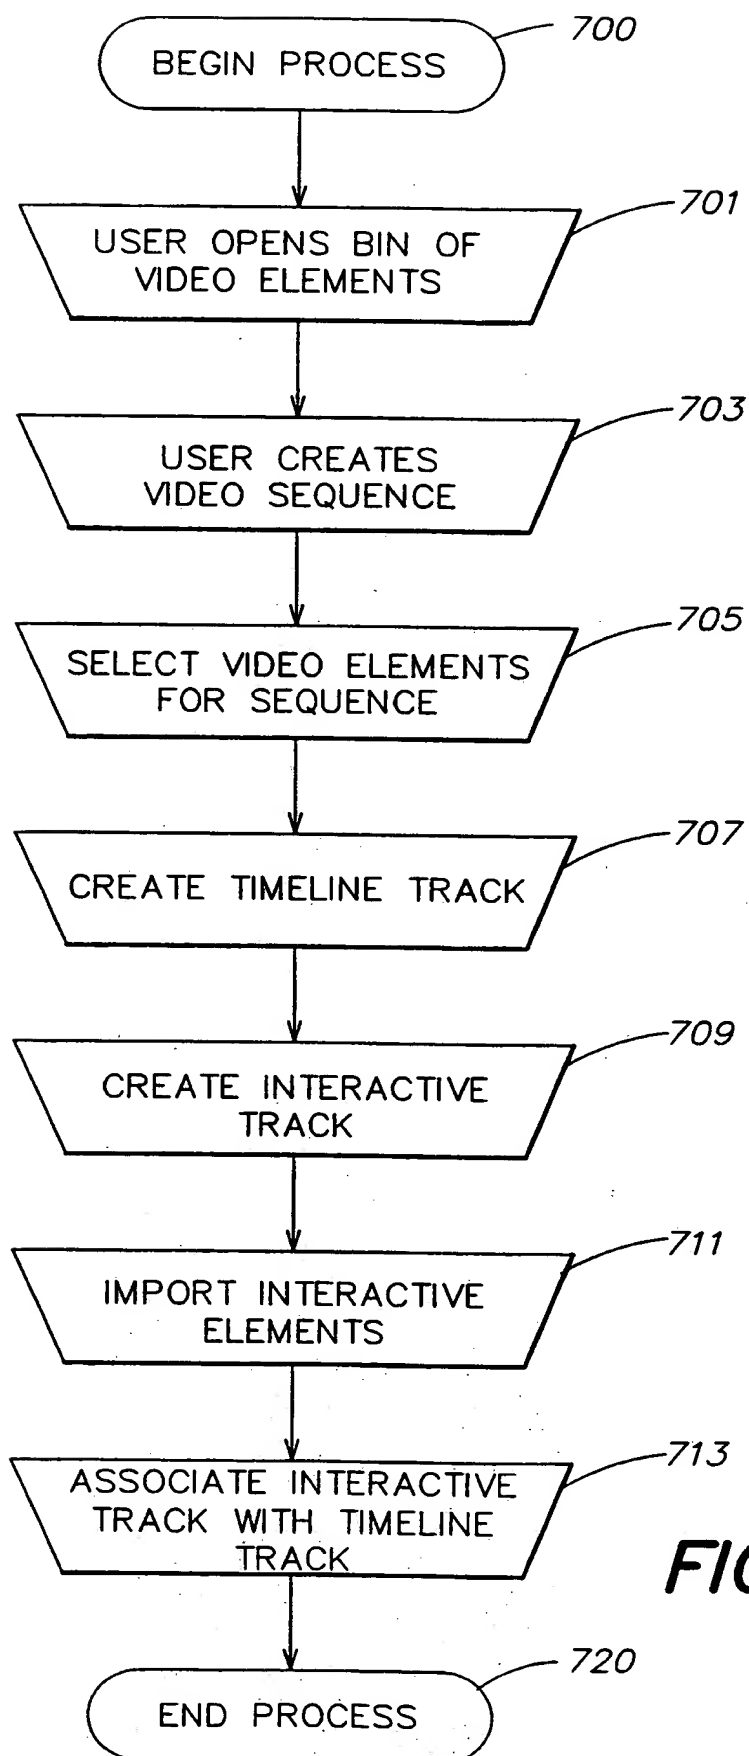 700
BEGIN PROCESS
701
USER OPENS BIN OF
VIDEO ELEMENTS
703
USER CREATES
VIDEO SEQUENCE
705
SELECT VIDEO ELEMENTS
FOR SEQUENCE
707
CREATE TIMELINE TRACK
709
CREATE INTERACTIVE
TRACK
711
IMPORT INTERACTIVE
ELEMENTS
713
ASSOCIATE INTERACTIVE
TRACK WITH TIMELINE
TRACK
720
END PROCESS